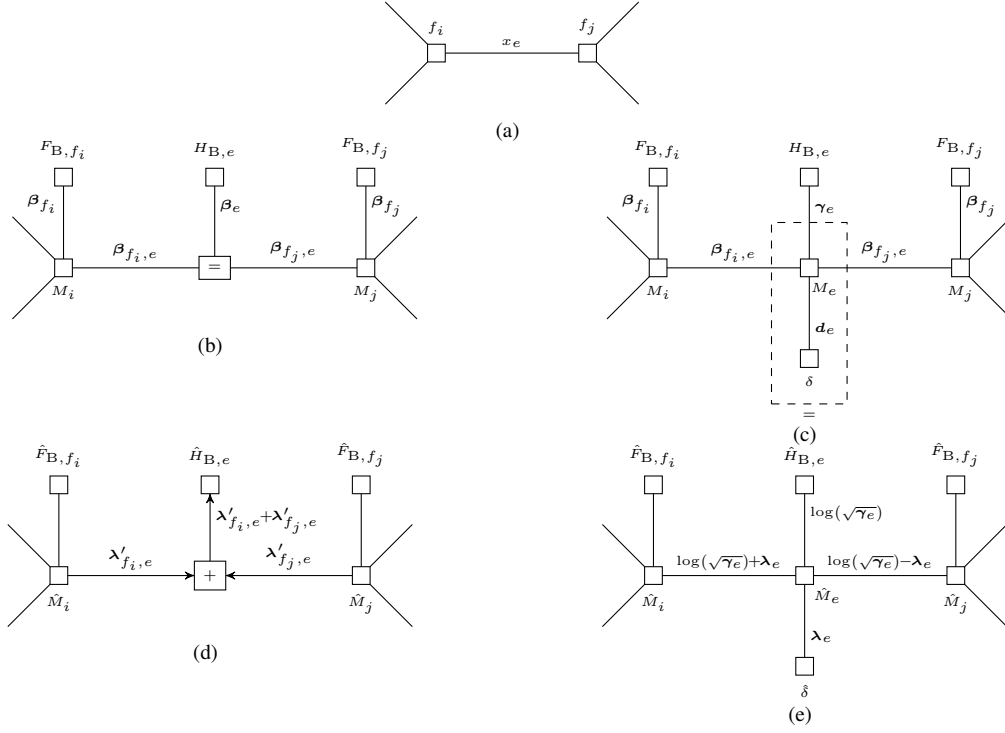 f_i x_e f_j
(a)
F_{B,f_i} H_{B,e} F_{B,f_j}
β_{f_i} β_e β_{f_j}
β_{f_i,e} = β_{f_j,e}
M_i M_j
(b)
F_{B,f_i} H_{B,e} F_{B,f_j}
β_{f_i} γ_e β_{f_j}
β_{f_i,e} β_{f_j,e}
M_i M_e M_j
d_e
δ
=
(c)
F̂_{B,f_i} Ĥ_{B,e} F̂_{B,f_j}
λ′_{f_i,e}+λ′_{f_j,e}
λ′_{f_i,e} + λ′_{f_j,e}
M̂_i M̂_j
(d)
F̂_{B,f_i} Ĥ_{B,e} F̂_{B,f_j}
log(√γ_e)
log(√γ_e)+λ_e log(√γ_e)−λ_e
M̂_i M̂_e M̂_j
λ_e
δ̂
(e)